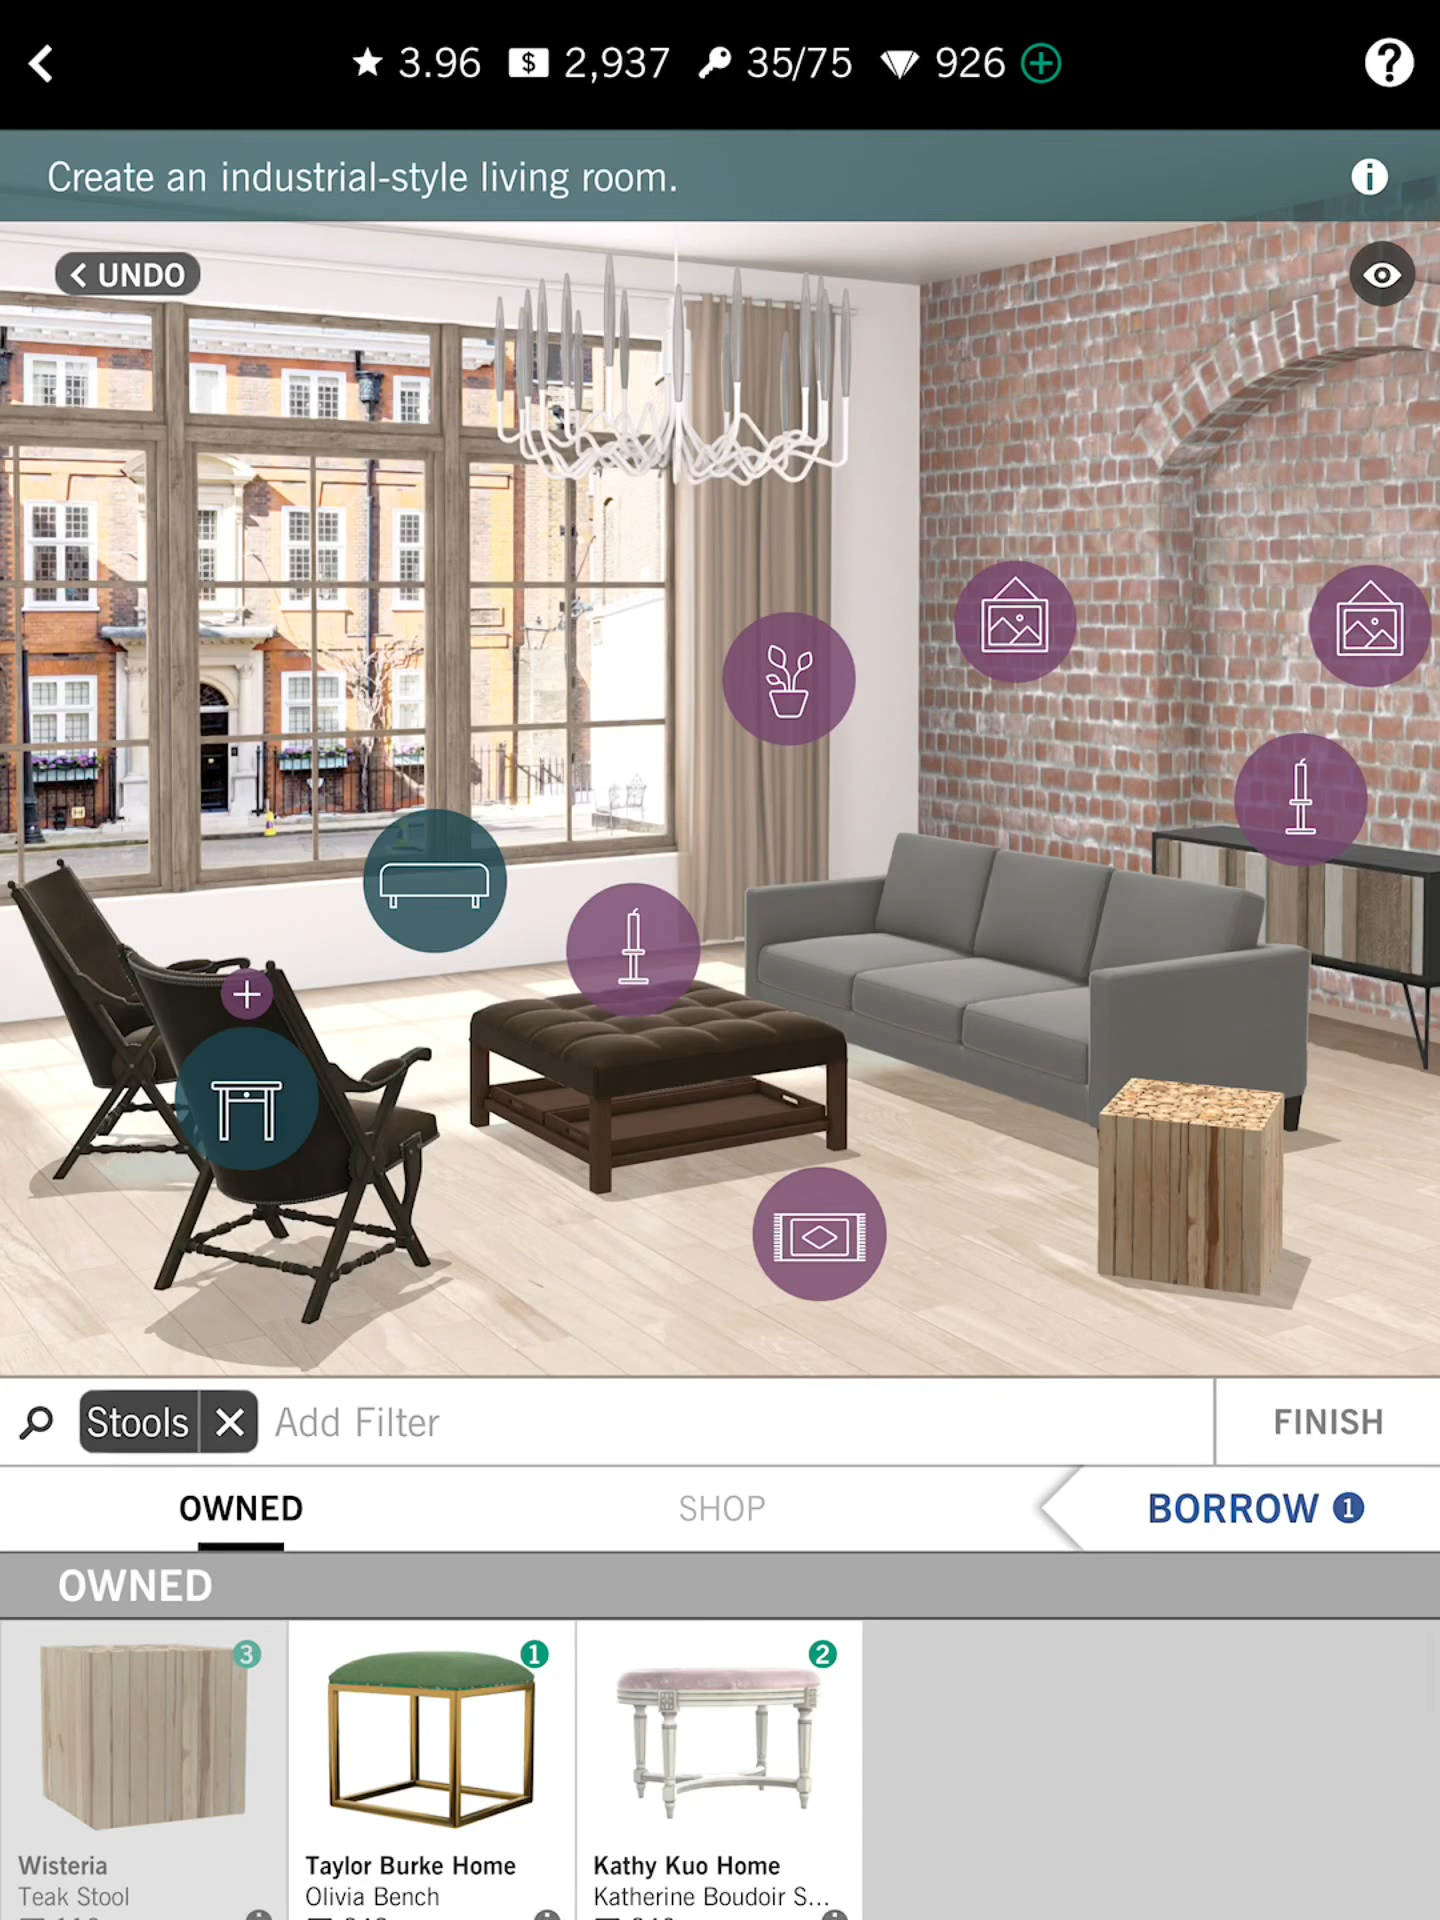 3.96 $ 2,937 35/75 926
Create an industrial-style living room.
UNDO
Stools Add Filter FINISH
OWNED SHOP BORROW 1
OWNED
3 1 2
Wisteria Taylor Burke Home Kathy Kuo Home
Teak Stool Olivia Bench Katherine Boudoir S...